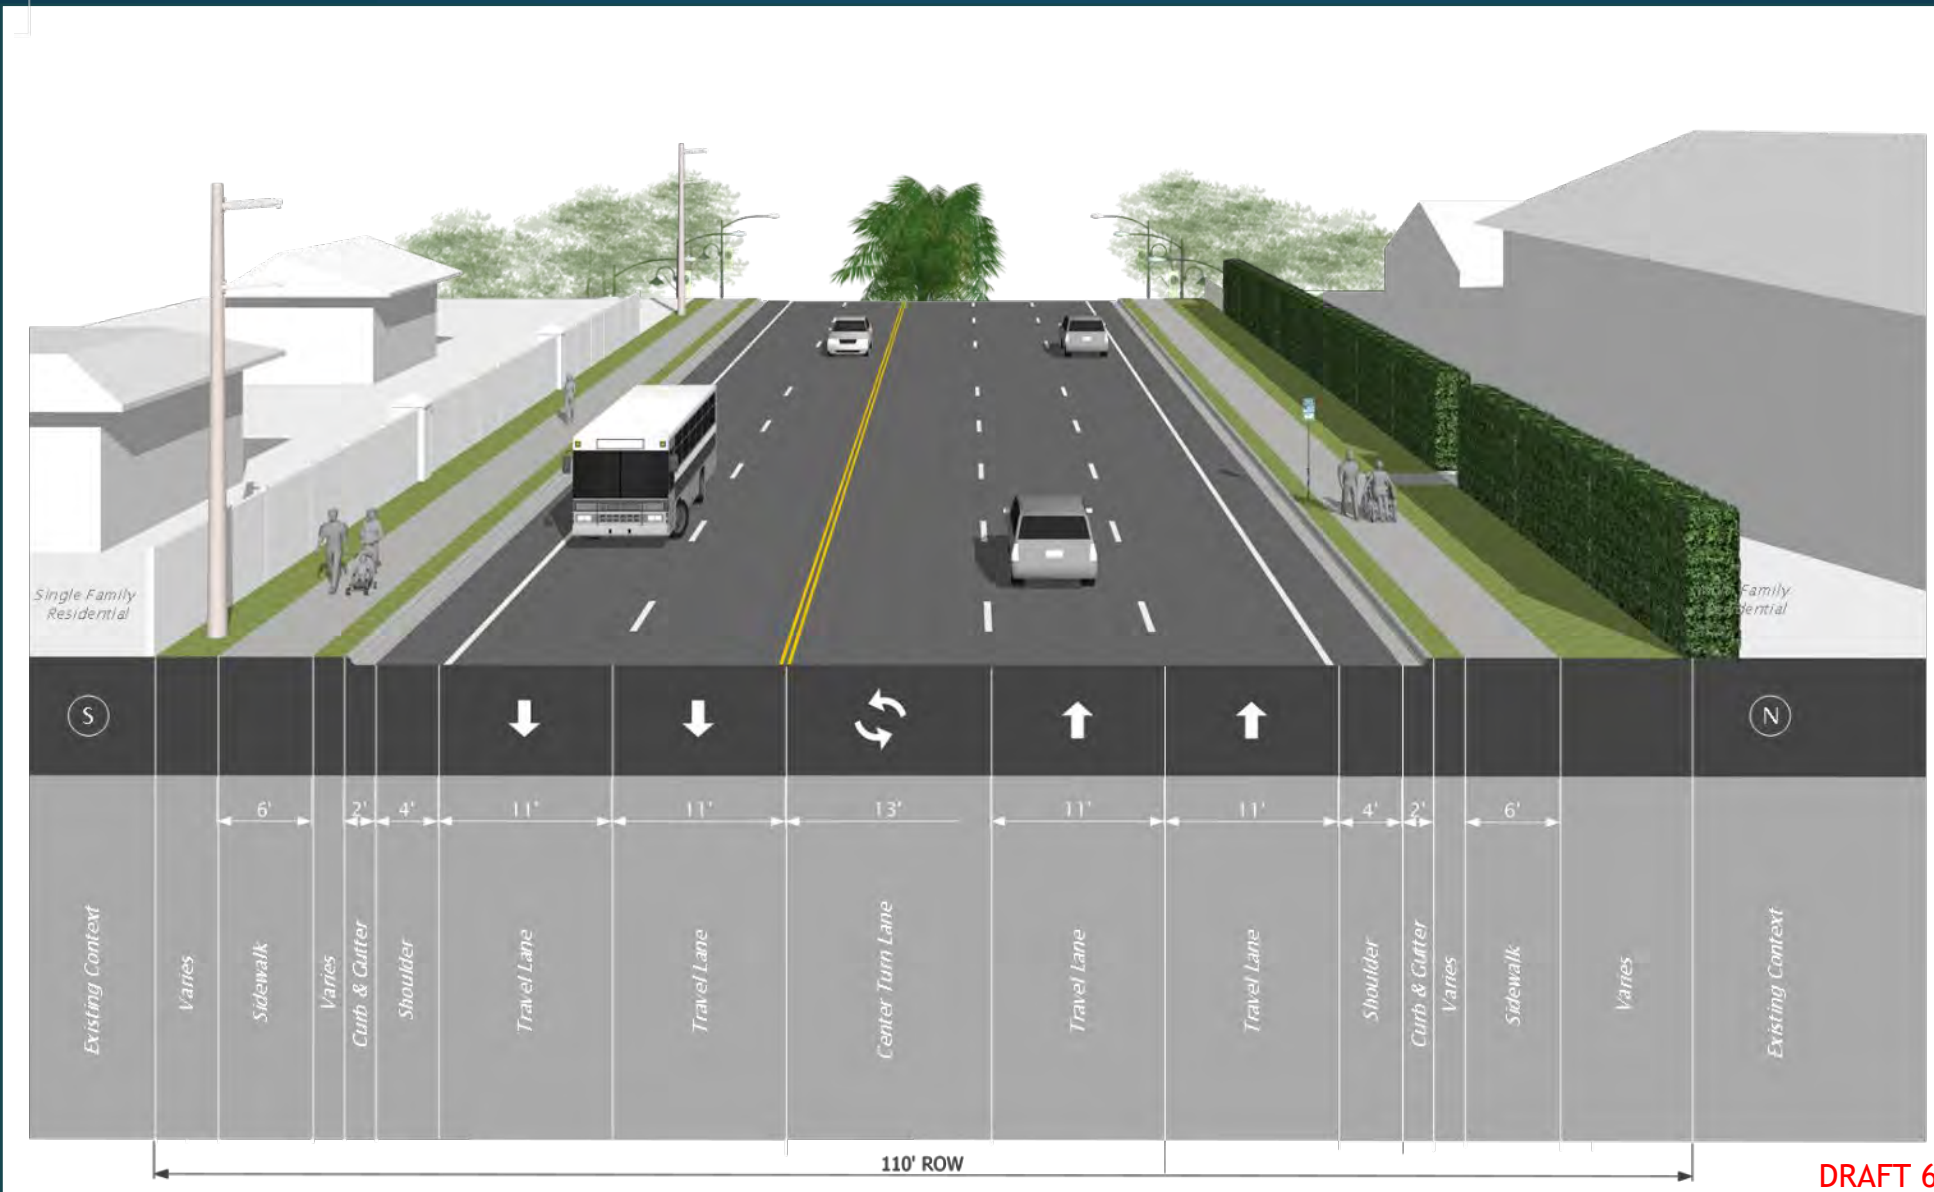 Single Family
Residential
Family
S
N
6'
2'
4'
11'
11'
13'
11'
11'
4'
2'
6'
Existing Context
Varies
Sidewalk
Varies
Curb & Gutter
Shoulder
Travel Lane
Travel Lane
Center Turn Lane
Travel Lane
Travel Lane
Shoulder
Curb & Gutter
Varies
Sidewalk
Varies
Existing Context
110' ROW
DRAFT 6